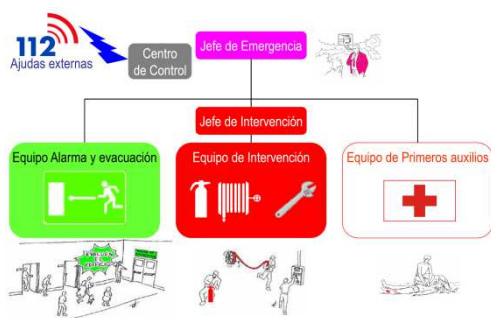 112
Ajudas externas
Centro
de Control
Jefe de Emergencia
Jefe de Intervención
Equipo Alarma y evacuación
Equipo de Intervención
Equipo de Primeros auxilios